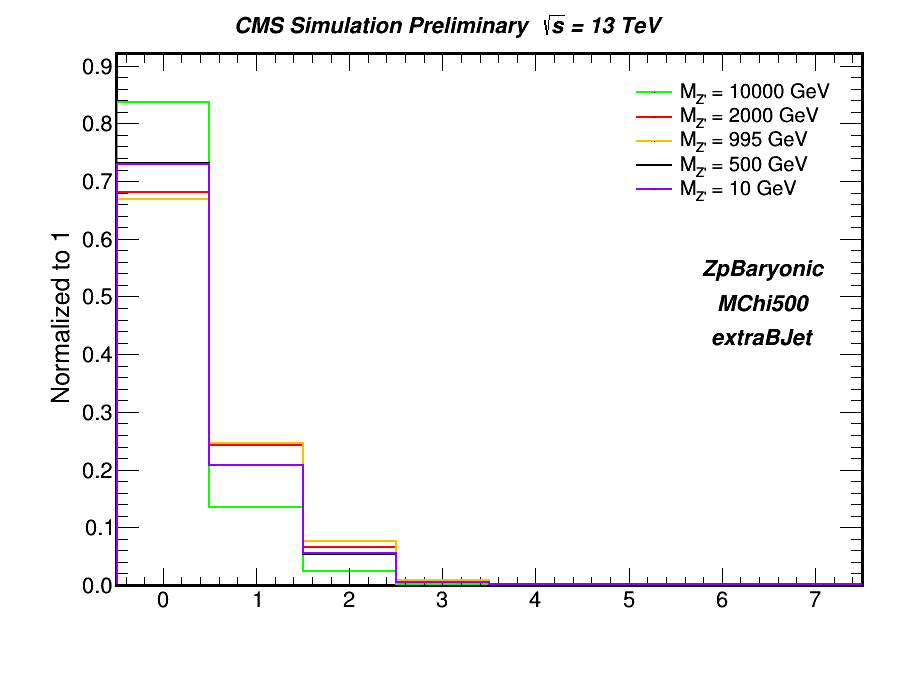 CMS Simulation Preliminary √s = 13 TeV
M_Z' = 10000 GeV
M_Z' = 2000 GeV
M_Z' = 995 GeV
M_Z' = 500 GeV
M_Z' = 10 GeV
ZpBaryonic
MChi500
extraBJet
Normalized to 1
0.9
0.8
0.7
0.6
0.5
0.4
0.3
0.2
0.1
0.0
0 1 2 3 4 5 6 7